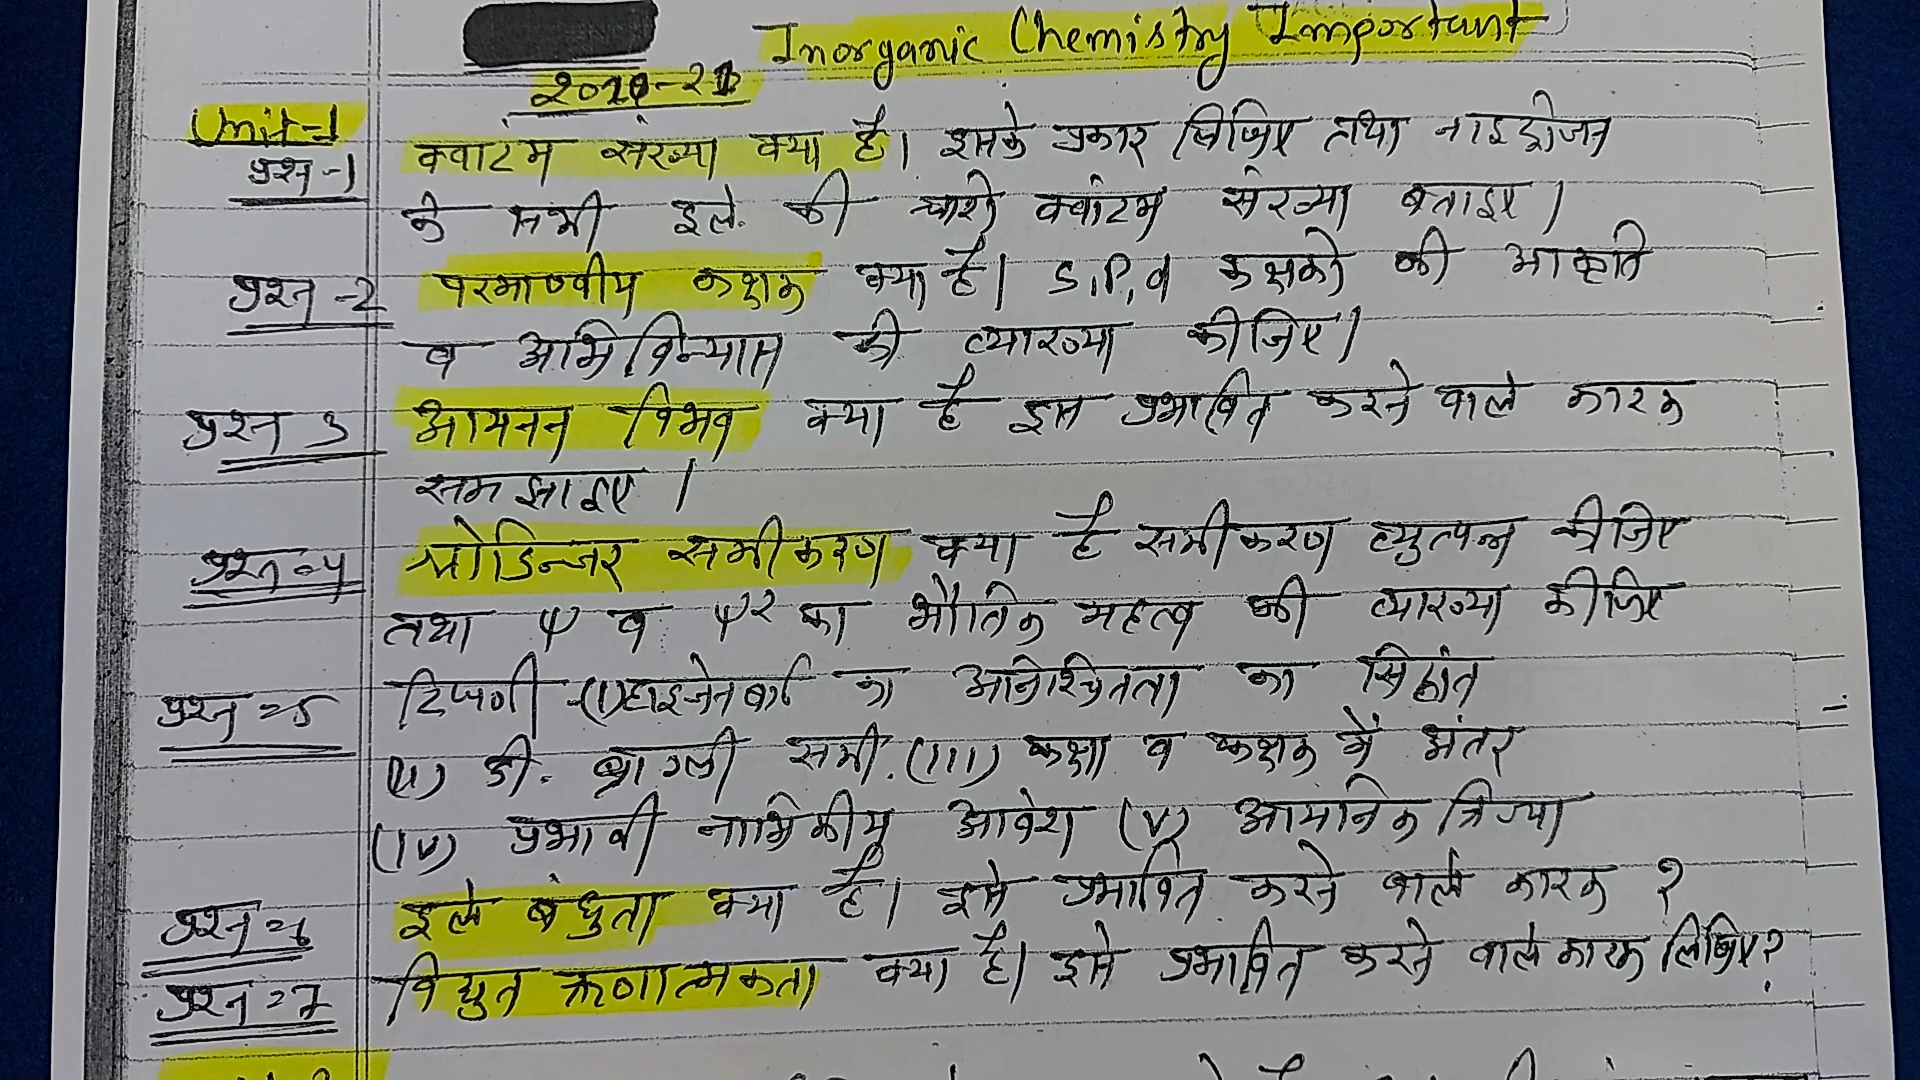 Inorganic Chemistry Important
Unit-1
प्रश्न-1 क्वांटम संख्या क्या है। इसके प्रकार लिखिए तथा नाइट्रोजन
के सभी इले. की चारो क्वांटम संख्या बताइए।
प्रश्न-2 परमाण्वीय कक्षक क्या है। S,P,व कक्षको की आकृति
व अभिविन्यास की व्याख्या कीजिए।
प्रश्न 3 आयनन विभव क्या है इसे प्रभावित करने वाले कारक
समझाइए।
प्रश्न-4 श्रोडिन्जर समीकरण क्या है समीकरण व्युत्पन्न कीजिए
तथा ψ व ψ² का भौतिक महत्व की व्याख्या कीजिए
प्रश्न=5 टिप्पणी -(i) हाइजेनबर्ग का अनिश्चितता का सिद्धांत
(ii) डी. ब्राग्ली समी. (iii) कक्षा व कक्षक में अंतर
(iv) प्रभावी नाभिकीय आवेश (v) आयनिक त्रिज्या
प्रश्न=6 इले बंधुता क्या है। इसे प्रभावित करने वाले कारक ?
प्रश्न=7 विद्युत ऋणात्मकता क्या है। इसे प्रभावित करने वाले कारक लिखिए?